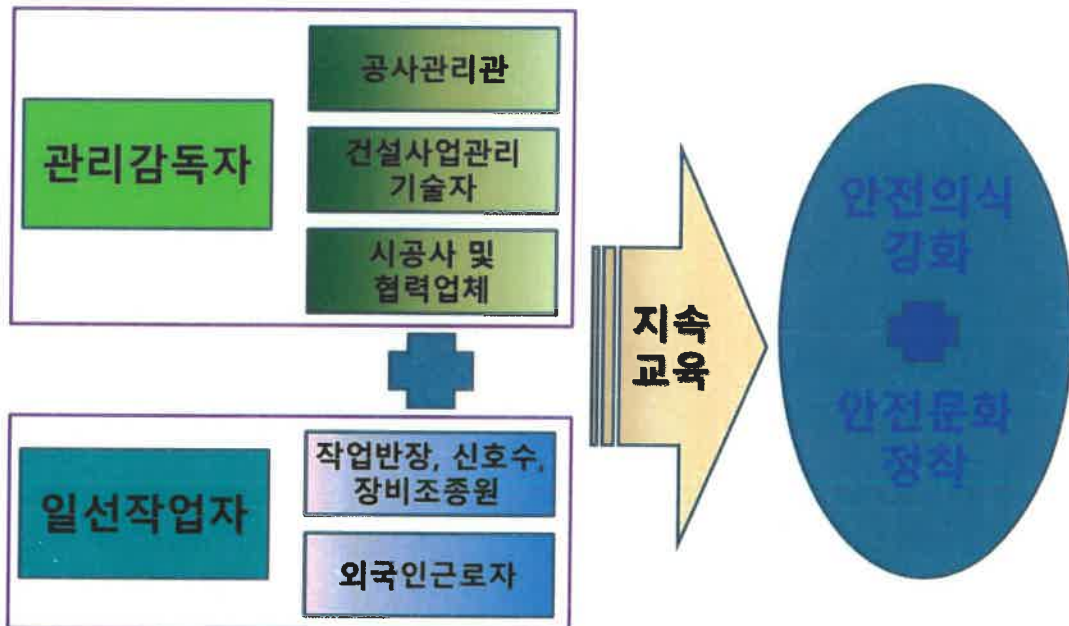 공사관리관
관리감독자
건설사업관리
기술자
시공사 및
협력업체
지속
교육
안전의식
강화
안전문화
정착
일선작업자
작업반장, 신호수,
장비조종원
외국인근로자